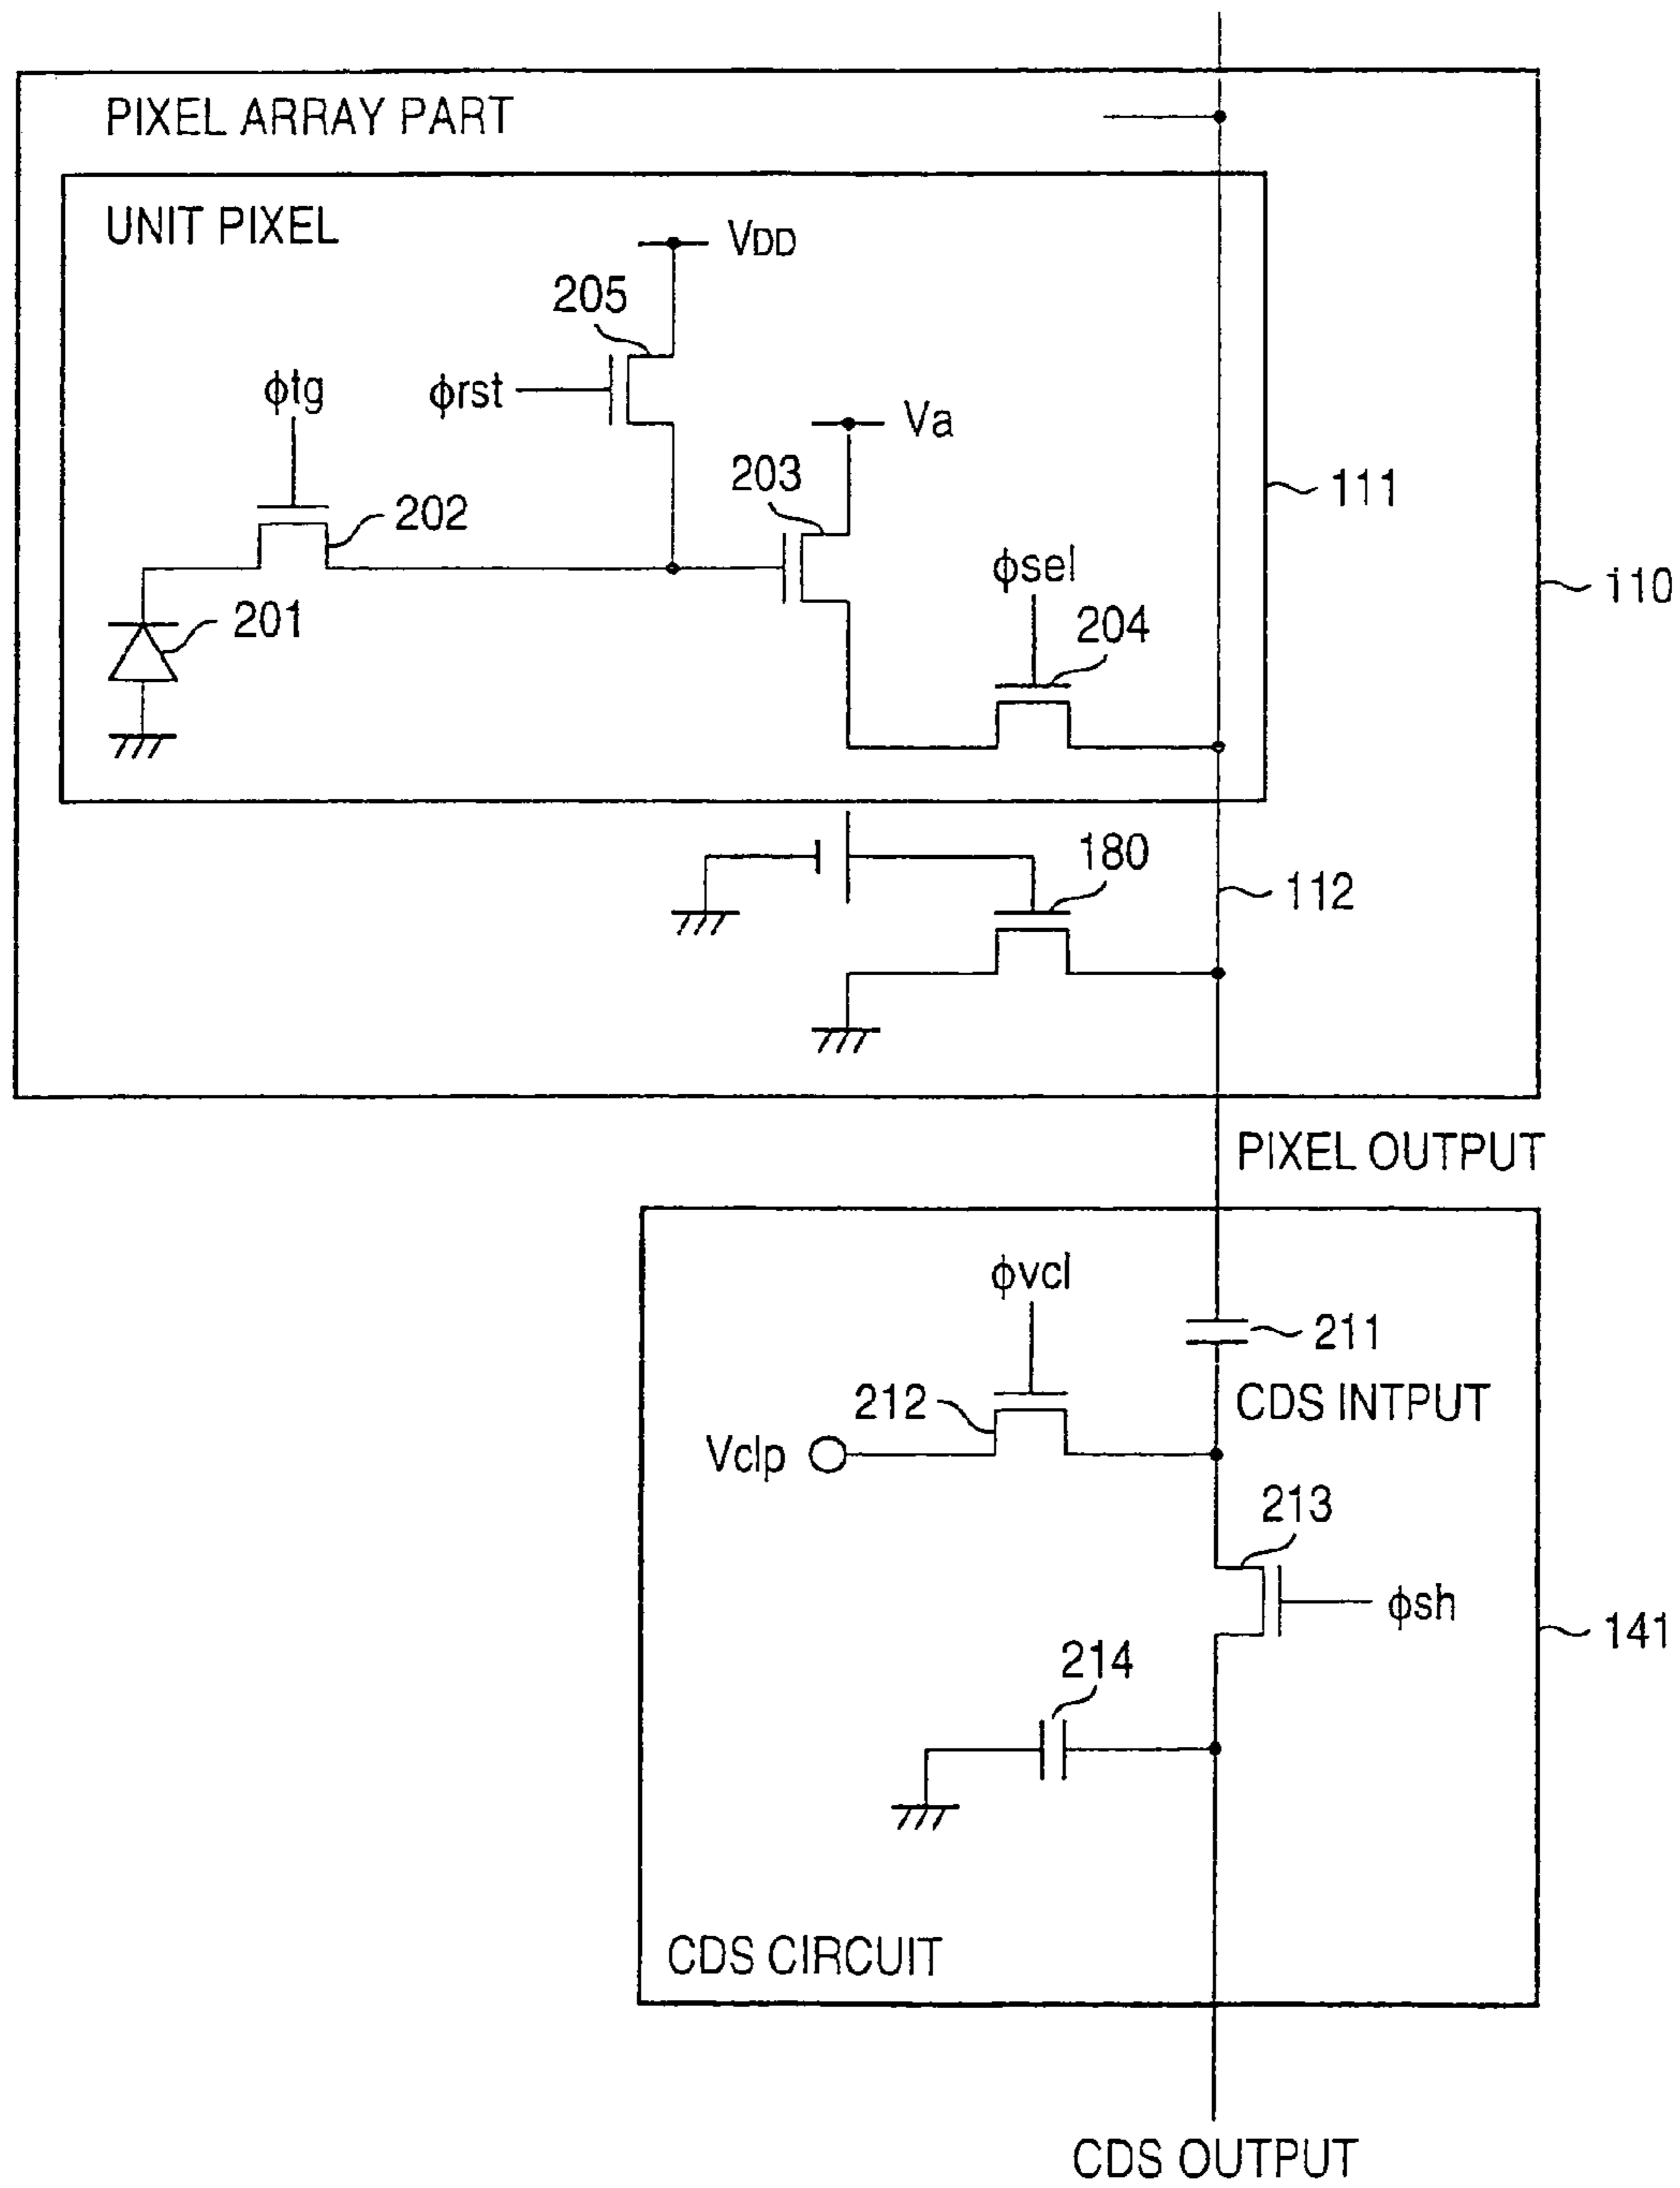 PIXEL ARRAY PART
UNIT PIXEL
VDD
205
ϕtg
ϕrst
Va
203
111
202
ϕsel
110
201
204
180
112
PIXEL OUTPUT
ϕvcl
211
212
CDS INTPUT
Vclp
213
ϕsh
141
214
CDS CIRCUIT
CDS OUTPUT